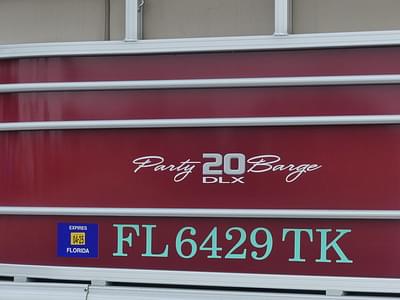 Party 20 Barge
DLX
EXPIRES
FLORIDA
FL 6429 TK